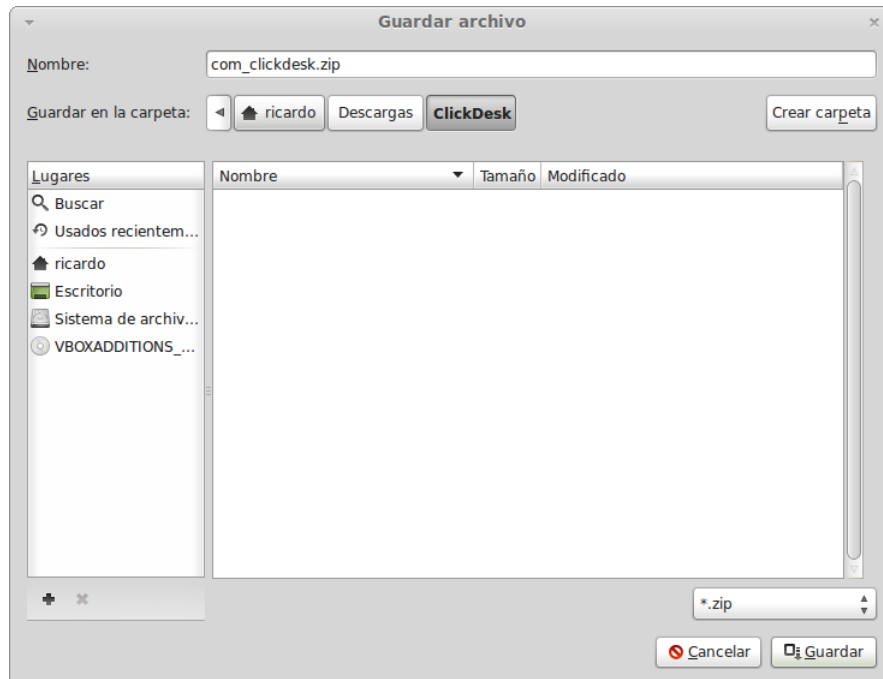 Guardar archivo
Nombre: com_clickdesk.zip
Guardar en la carpeta: ricardo Descargas ClickDesk Crear carpeta
Lugares Nombre Tamaño Modificado
Buscar
Usados recientem...
ricardo
Escritorio
Sistema de archiv...
VBOXADDITIONS_...
*.zip
Cancelar Guardar